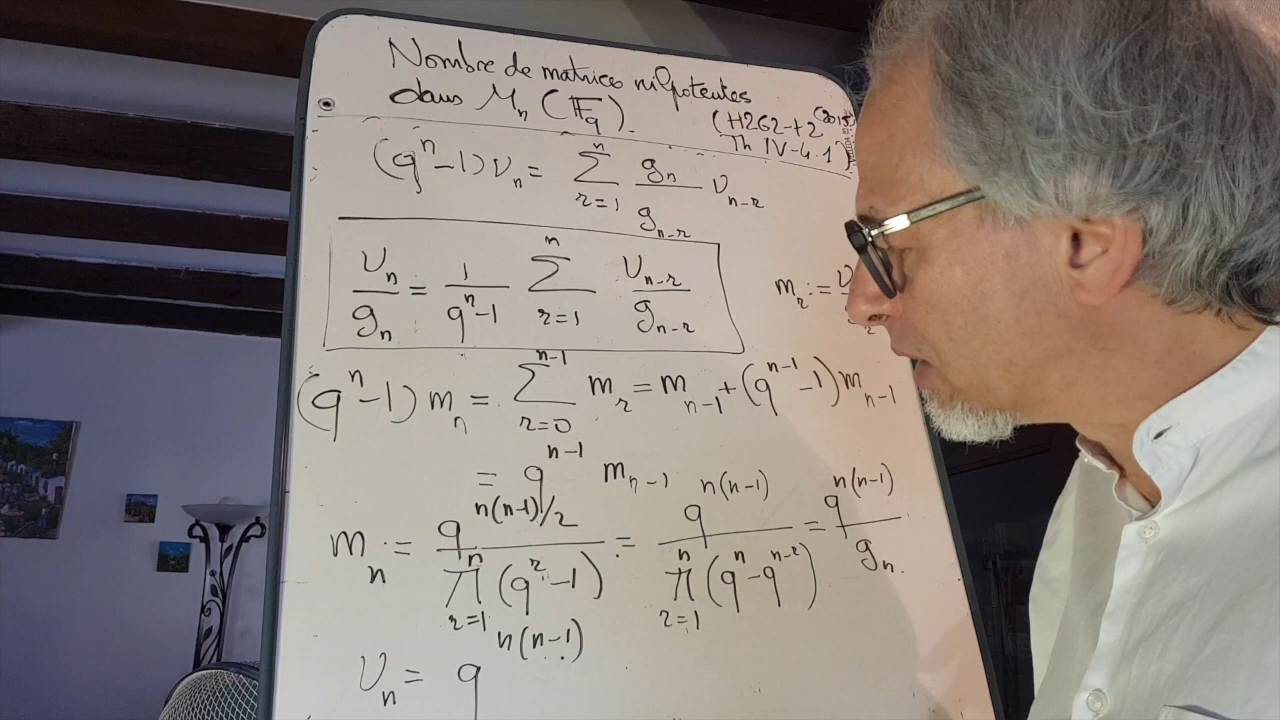 Nombre de matrices nilpotentes
dans M_n (F_q). (H2G2-t2 (2015)
Th IV-4.1)
(q^n-1) ν_n = Σ_{r=1}^{n} g_n/g_{n-r} ν_{n-r}
ν_n/g_n = 1/(q^n-1) Σ_{r=1}^{n} ν_{n-r}/g_{n-r} m_r :=
(q^n-1) m_n = Σ_{r=0}^{n-1} m_r = m_{n-1} + (q^{n-1}-1) m_{n-1}
= q^{n-1} m_{n-1}
m_n = q^{n(n-1)/2} / π_{r=1}^{n} (q^r-1) = q^{n(n-1)} / π_{r=1}^{n} (q^n-q^{n-r}) = q^{n(n-1)}/g_n.
ν_n = q^{n(n-1)}